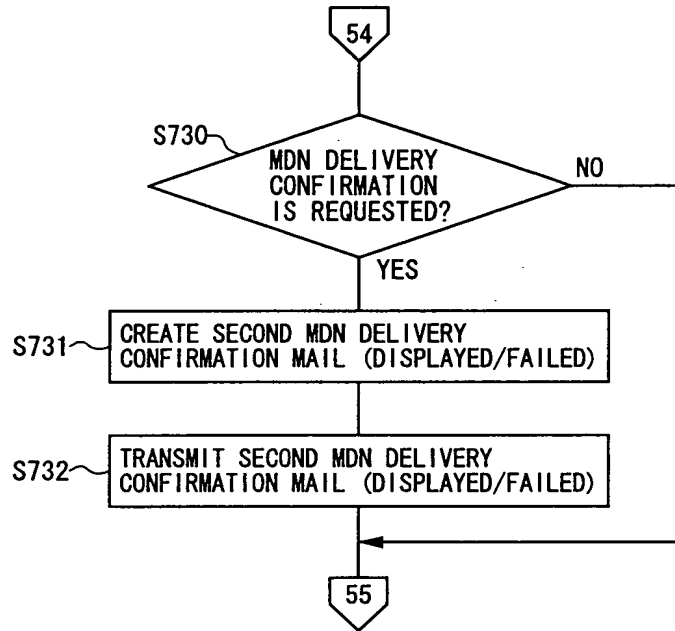 54
S730
MDN DELIVERY
CONFIRMATION
IS REQUESTED?
NO
YES
S731
CREATE SECOND MDN DELIVERY
CONFIRMATION MAIL (DISPLAYED/FAILED)
S732
TRANSMIT SECOND MDN DELIVERY
CONFIRMATION MAIL (DISPLAYED/FAILED)
55